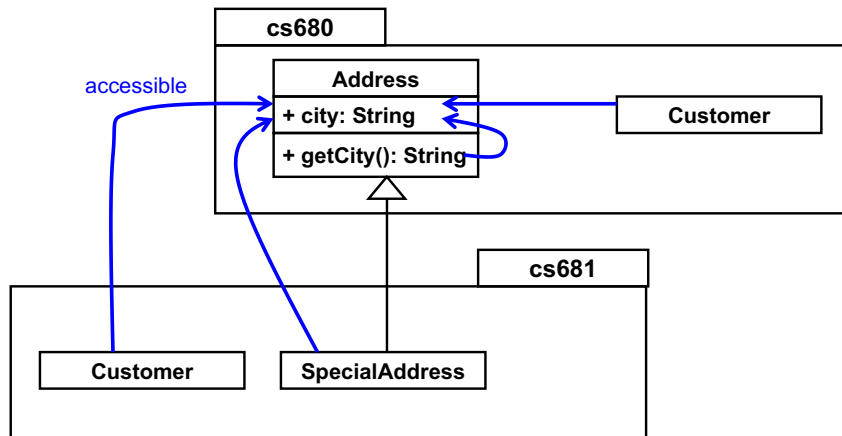 cs680
Address
accessible
+ city: String
Customer
+ getCity(): String
cs681
Customer
SpecialAddress